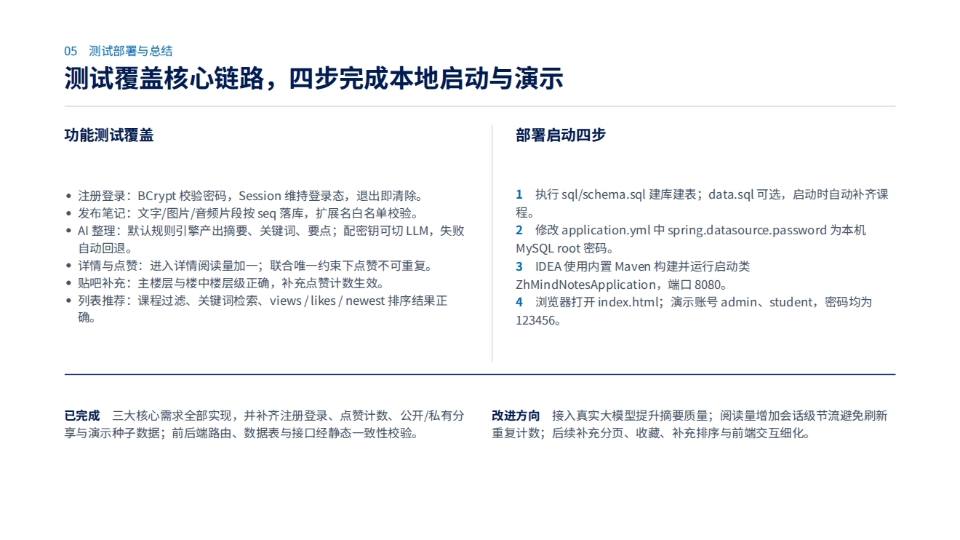 05 测试部署与总结
测试覆盖核心链路，四步完成本地启动与演示
功能测试覆盖
• 注册登录：BCrypt 校验密码，Session 维持登录态，退出即清除。
• 发布笔记：文字/图片/音频片段按 seq 落库，扩展名白名单校验。
• AI 整理：默认规则引擎产出摘要、关键词、要点；配密钥可切 LLM，失败
自动回退。
• 详情与点赞：进入详情阅读量加一；联合唯一约束下点赞不可重复。
• 贴吧补充：主楼层与楼中楼层级正确，补充点赞计数生效。
• 列表推荐：课程过滤、关键词检索、views / likes / newest 排序结果正
确。
部署启动四步
1 执行 sql/schema.sql 建库建表；data.sql 可选，启动时自动补齐课
程。
2 修改 application.yml 中 spring.datasource.password 为本机
MySQL root 密码。
3 IDEA 使用内置 Maven 构建并运行启动类
ZhMindNotesApplication，端口 8080。
4 浏览器打开 index.html；演示账号 admin、student，密码均为
123456。
已完成 三大核心需求全部实现，并补齐注册登录、点赞计数、公开/私有分
享与演示种子数据；前后端路由、数据表与接口经静态一致性校验。
改进方向 接入真实大模型提升摘要质量；阅读量增加会话级节流避免刷新
重复计数；后续补充分页、收藏、补充排序与前端交互细化。